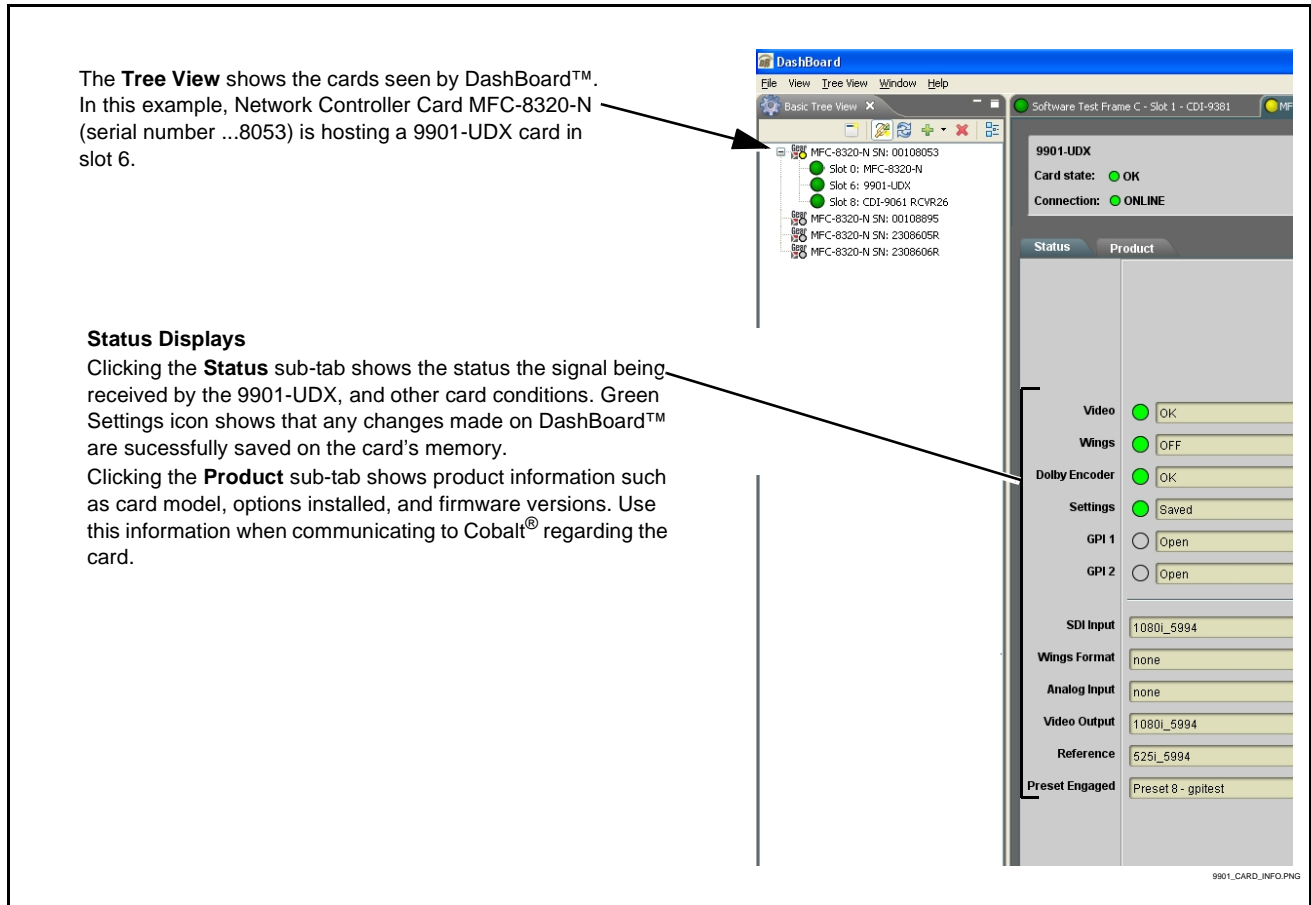 The Tree View shows the cards seen by DashBoard™.
In this example, Network Controller Card MFC-8320-N
(serial number ...8053) is hosting a 9901-UDX card in
slot 6.
Status Displays
Clicking the Status sub-tab shows the status the signal being
received by the 9901-UDX, and other card conditions. Green
Settings icon shows that any changes made on DashBoard™
are sucessfully saved on the card's memory.
Clicking the Product sub-tab shows product information such
as card model, options installed, and firmware versions. Use
this information when communicating to Cobalt® regarding the
card.
DashBoard
File View Tree View Window Help
Basic Tree View
Gear MFC-8320-N SN: 00108053
Slot 0: MFC-8320-N
Slot 6: 9901-UDX
Slot 8: CDI-9061 RCVR26
Gear MFC-8320-N SN: 00108895
Gear MFC-8320-N SN: 2308605R
Gear MFC-8320-N SN: 2308606R
Software Test Frame C - Slot 1 - CDI-9381 MF
9901-UDX
Card state: OK
Connection: ONLINE
Status Product
Video OK
Wings OFF
Dolby Encoder OK
Settings Saved
GPI 1 Open
GPI 2 Open
SDI Input 1080i_5994
Wings Format none
Analog Input none
Video Output 1080i_5994
Reference 525i_5994
Preset Engaged Preset 8 - gpitest
9901_CARD_INFO.PNG